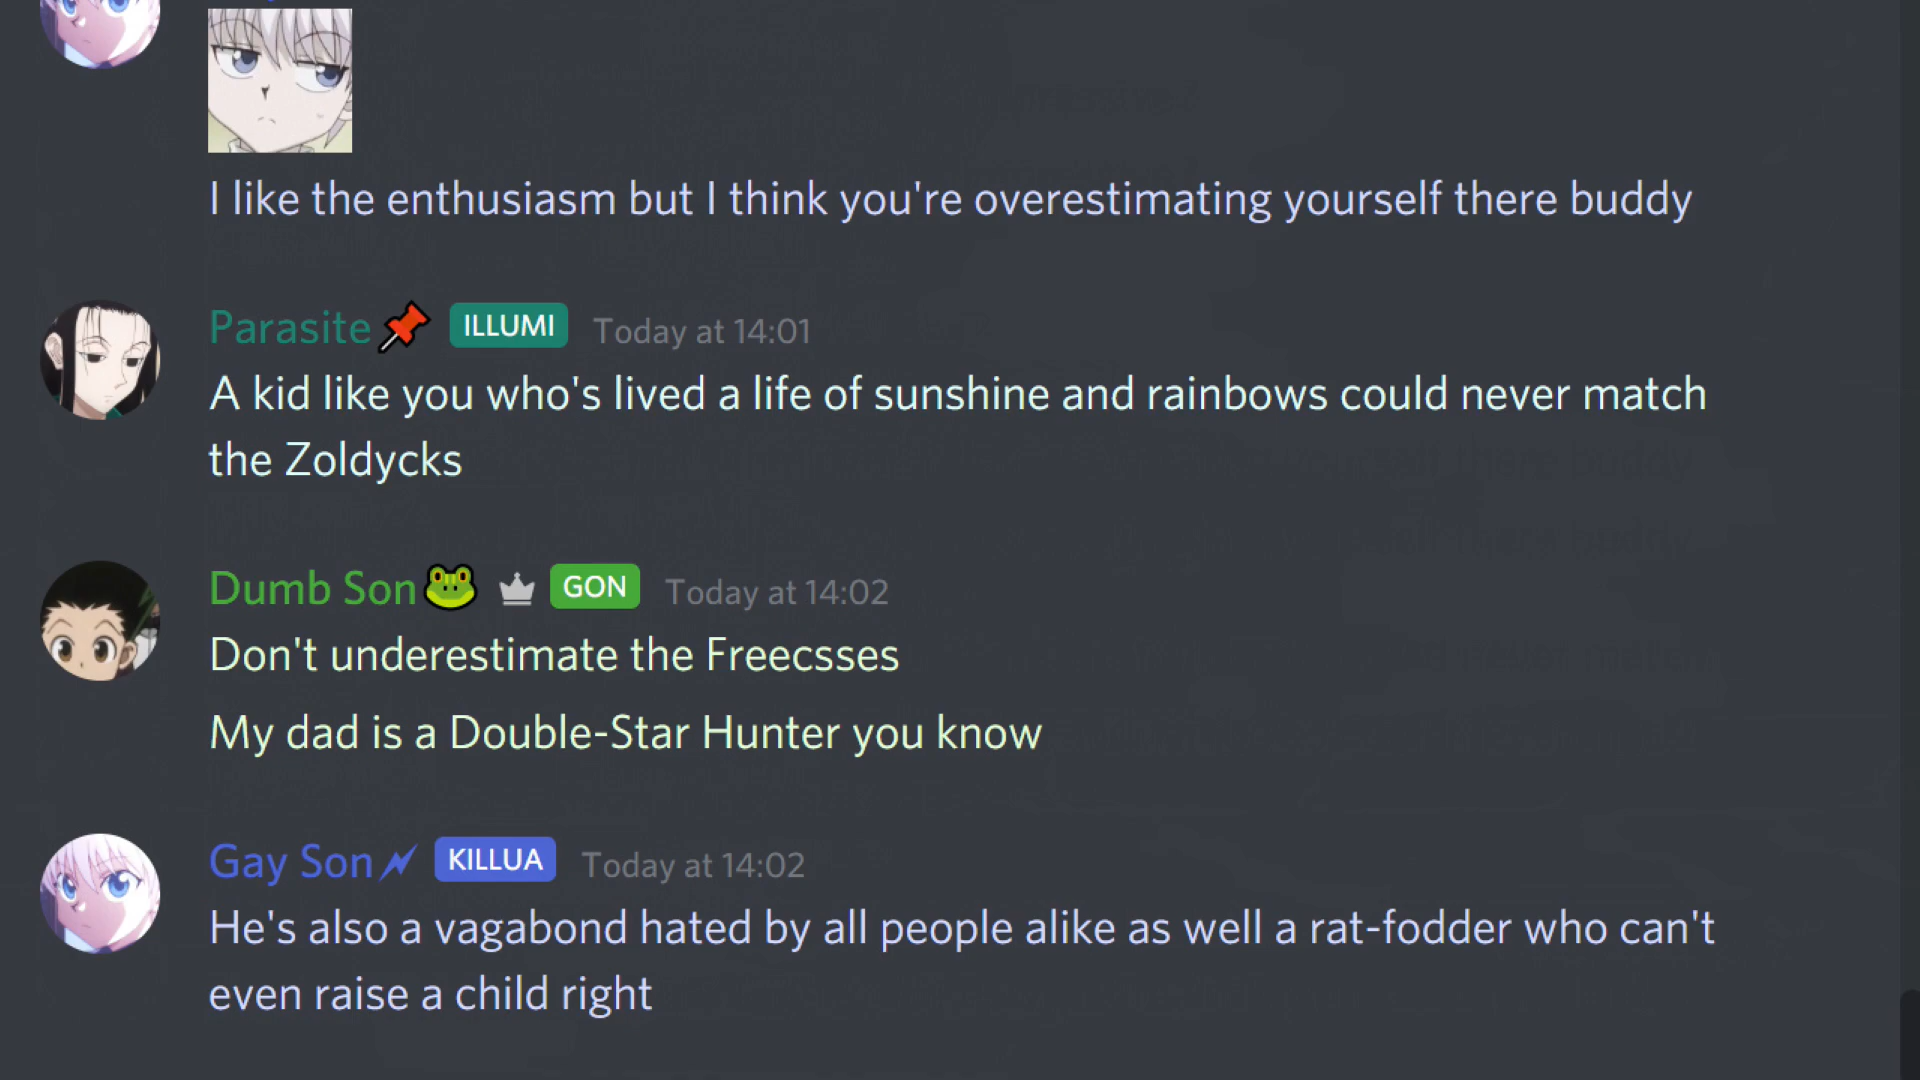 I like the enthusiasm but I think you're overestimating yourself there buddy
Parasite📌 ILLUMI Today at 14:01
A kid like you who's lived a life of sunshine and rainbows could never match
the Zoldycks
Dumb Son🐸 GON Today at 14:02
Don't underestimate the Freecsses
My dad is a Double-Star Hunter you know
Gay Son KILLUA Today at 14:02
He's also a vagabond hated by all people alike as well a rat-fodder who can't
even raise a child right